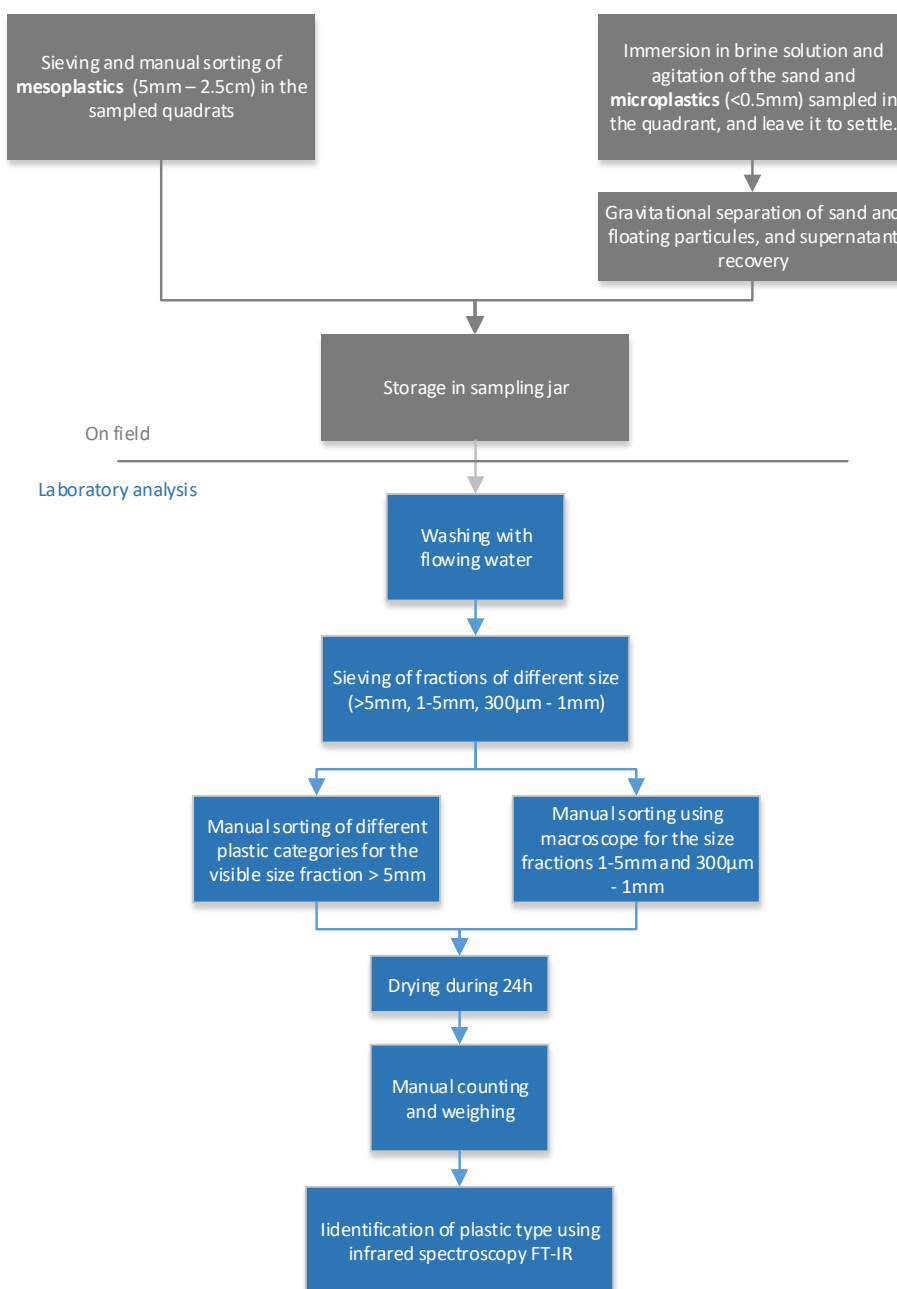 Sieving and manual sorting of
mesoplastics (5mm – 2.5cm) in the
sampled quadrats
Immersion in brine solution and
agitation of the sand and
microplastics (<0.5mm) sampled in
the quadrant, and leave it to settle.
Gravitational separation of sand and
floating particules, and supernatant
recovery
Storage in sampling jar
On field
Laboratory analysis
Washing with
flowing water
Sieving of fractions of different size
(>5mm, 1-5mm, 300µm - 1mm)
Manual sorting of different
plastic categories for the
visible size fraction > 5mm
Manual sorting using
macroscope for the size
fractions 1-5mm and 300µm
- 1mm
Drying during 24h
Manual counting
and weighing
Iidentification of plastic type using
infrared spectroscopy FT-IR